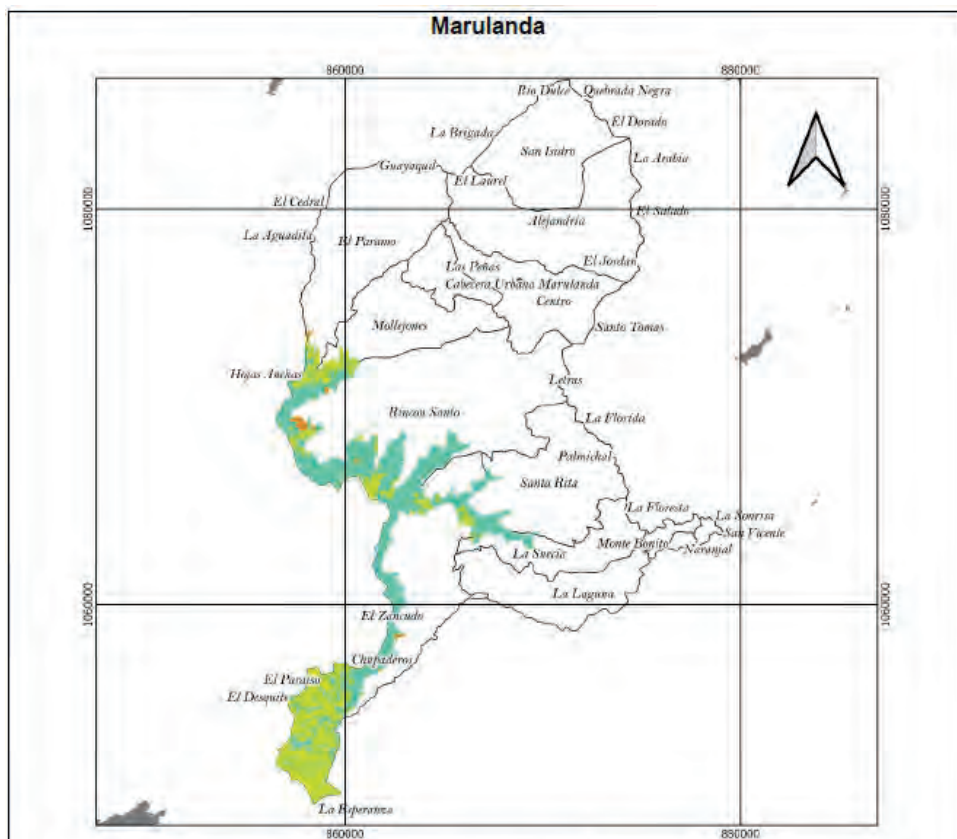 Marulanda
860000
880000
Rio Dulce
Quebrada Negra
El Dorado
La Brigada
San Isidro
La Arabia
Guayaquil
El Laurel
El Cedral
El Salado
1080000
1080000
Alejandria
La Aguadita
El Paramo
El Jordan
Las Peñas
Cabecera Urbana Marulanda
Centro
Mollejones
Santo Tomas
Hojas Anchas
Letras
Rincon Santo
La Florida
Palmichal
Santa Rita
La Floresta
La Sonrisa
San Vicente
Monte Bonito
Naranjal
La Suecia
La Laguna
1060000
1060000
El Zancudo
Chupaderos
El Paraiso
El Desquite
La Esperanza
860000
880000